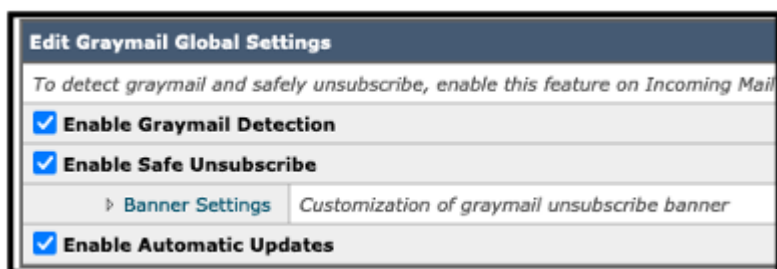 Edit Graymail Global Settings
To detect graymail and safely unsubscribe, enable this feature on Incoming Mail
Enable Graymail Detection
Enable Safe Unsubscribe
Banner Settings Customization of graymail unsubscribe banner
Enable Automatic Updates